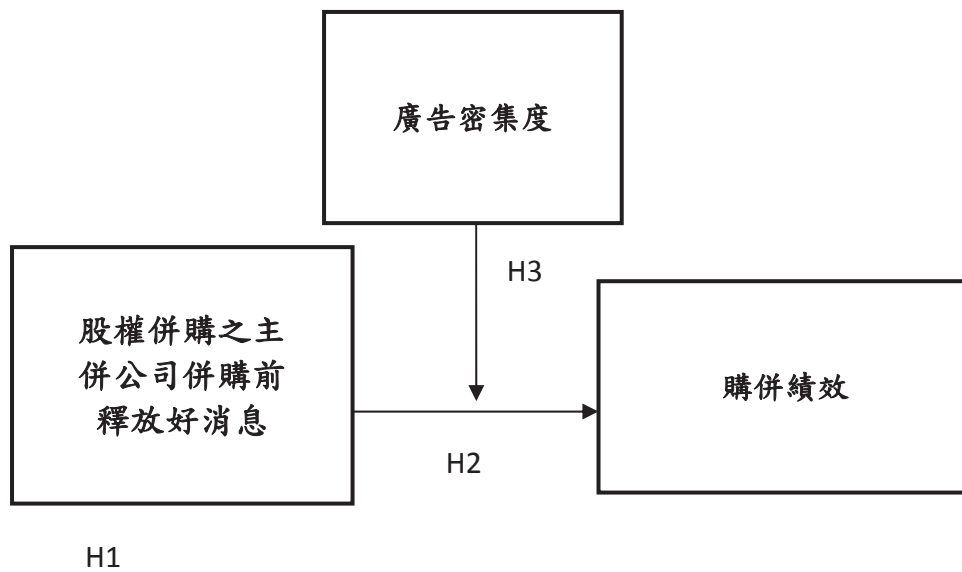 廣告密集度
H3
股權併購之主
併公司併購前
釋放好消息
購併績效
H2
H1